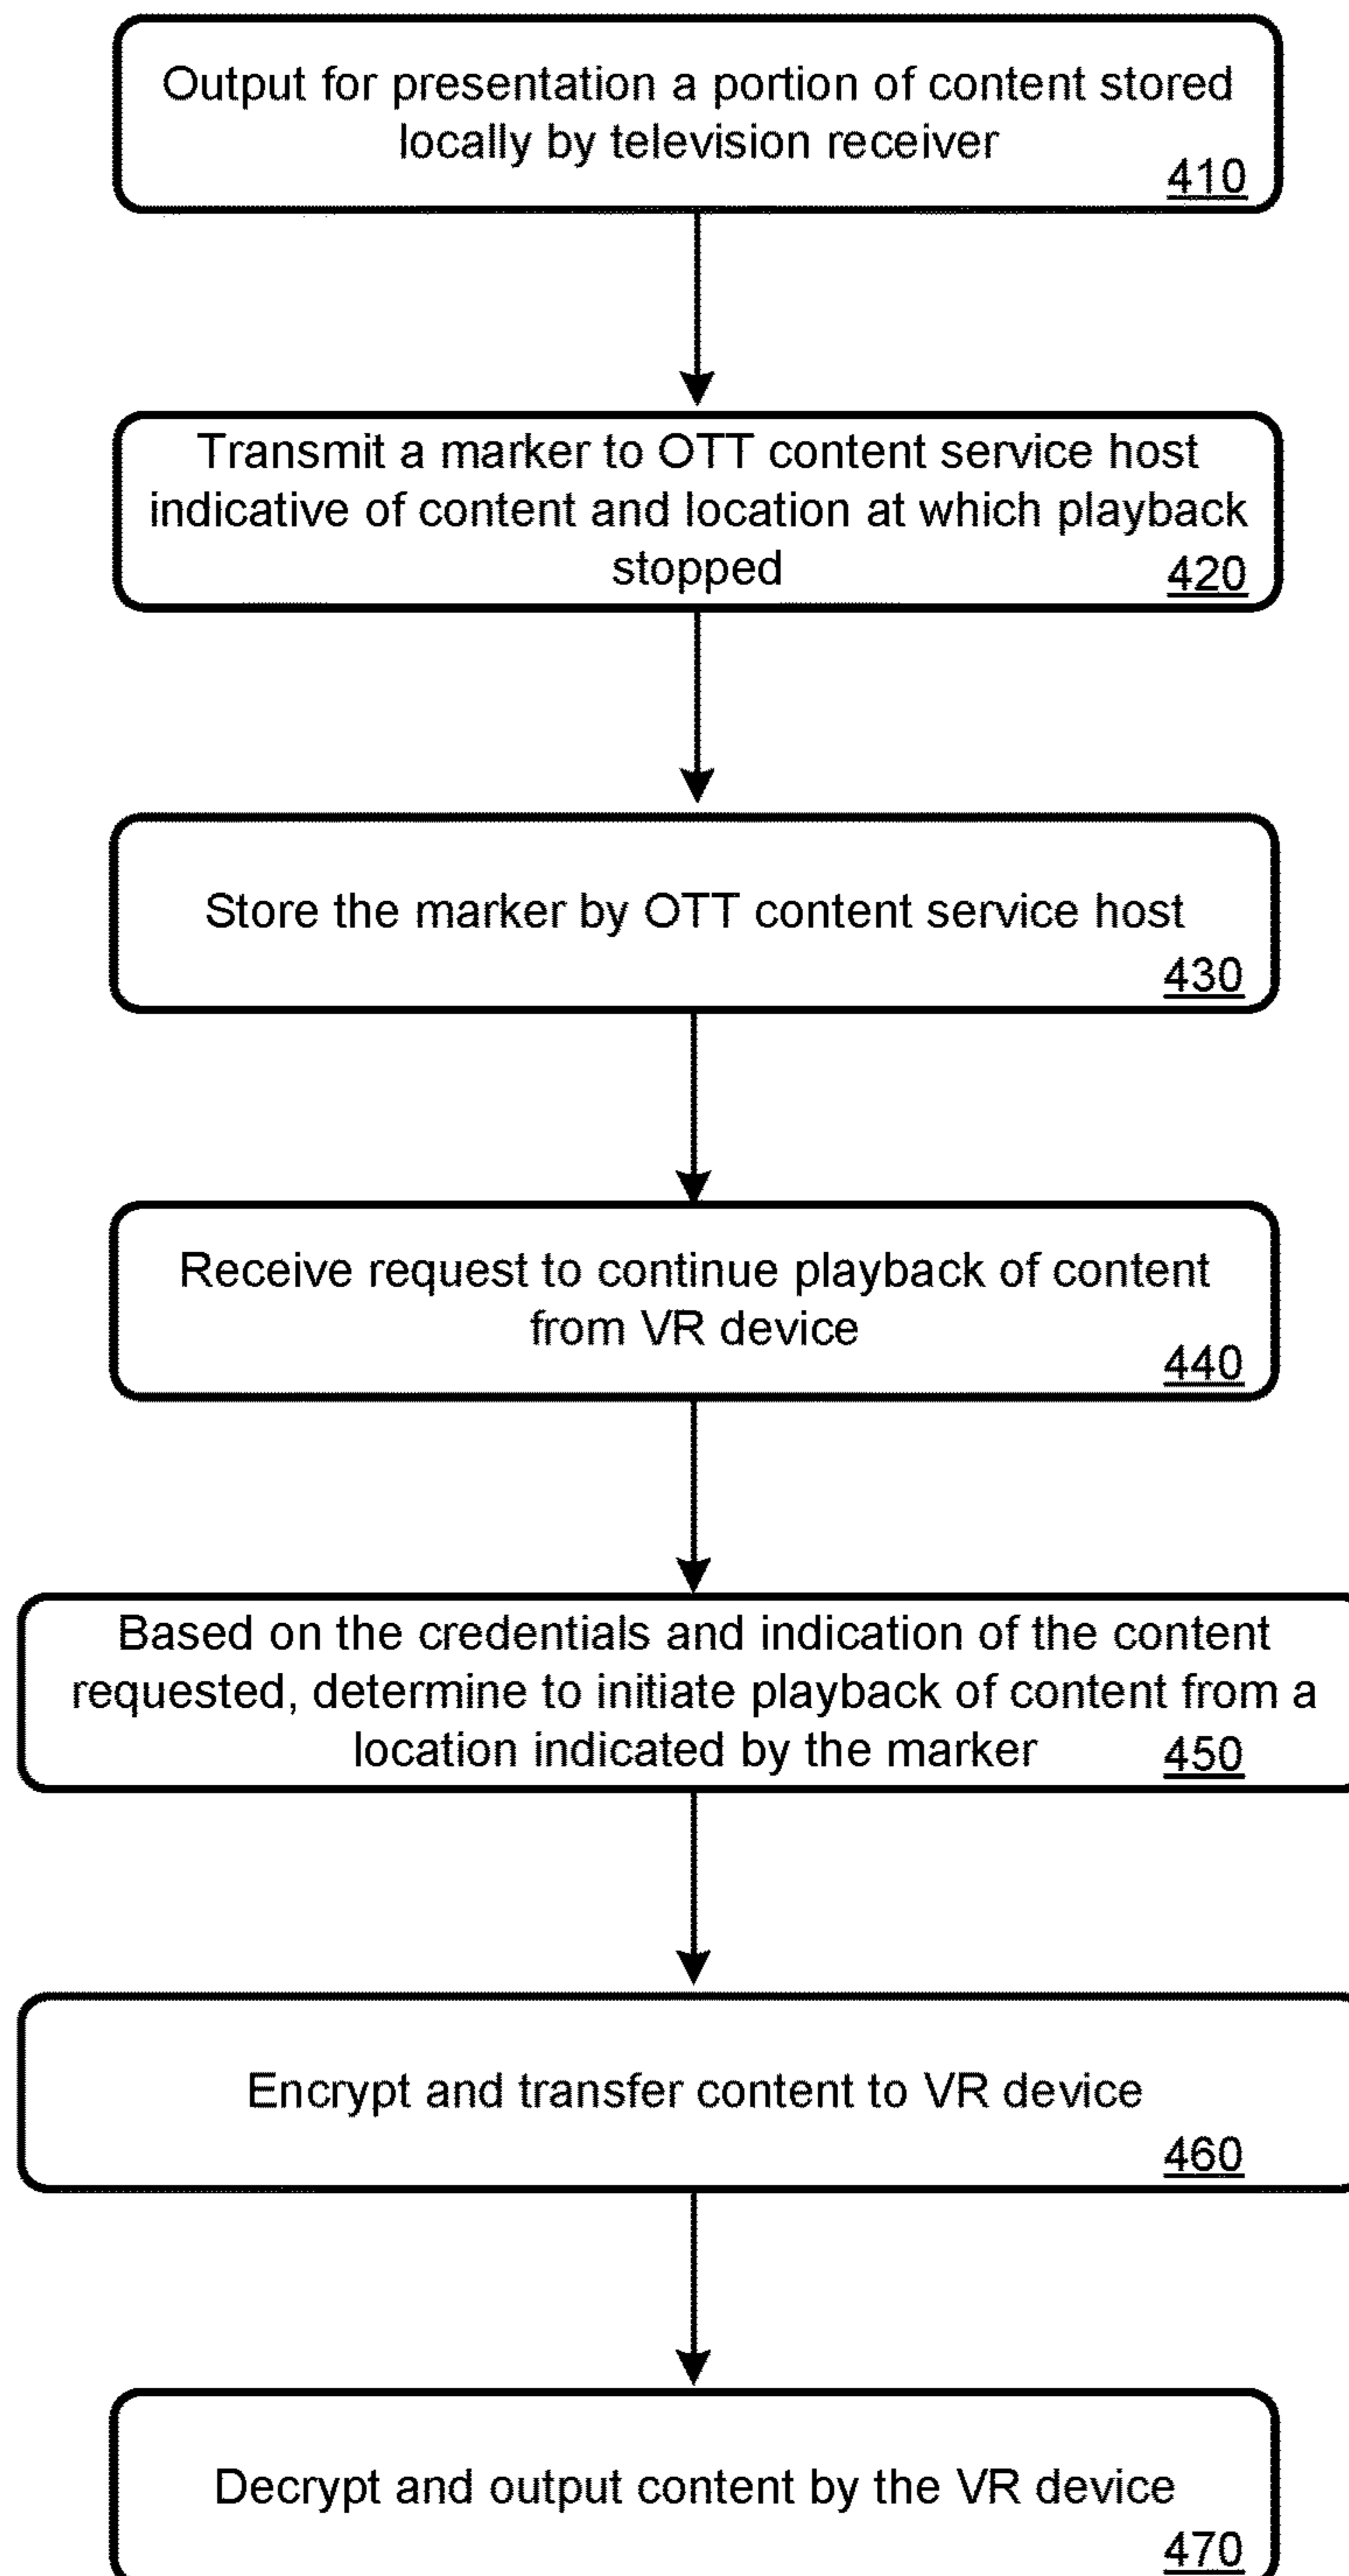 Output for presentation a portion of content stored
locally by television receiver
410
Transmit a marker to OTT content service host
indicative of content and location at which playback
stopped
420
Store the marker by OTT content service host
430
Receive request to continue playback of content
from VR device
440
Based on the credentials and indication of the content
requested, determine to initiate playback of content from a
location indicated by the marker
450
Encrypt and transfer content to VR device
460
Decrypt and output content by the VR device
470